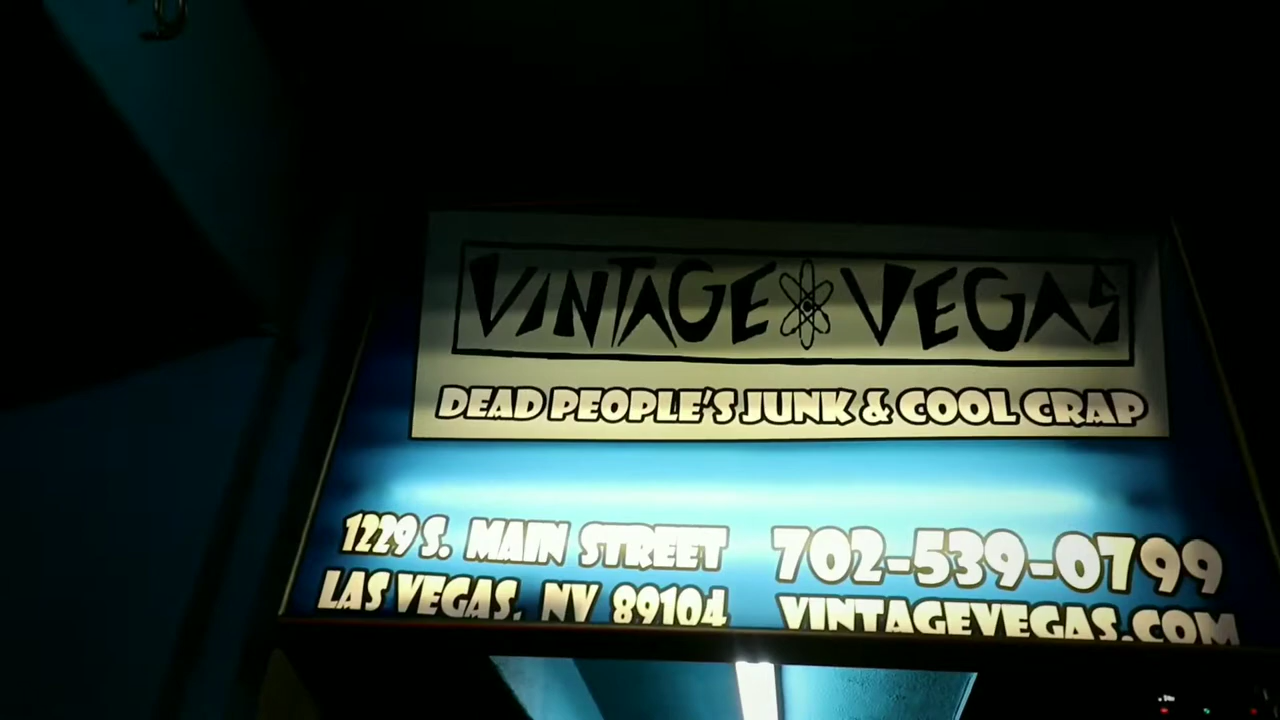 VINTAGE VEGAS
DEAD PEOPLE'S JUNK & COOL CRAP
1229 S. MAIN STREET
LAS VEGAS, NV 89104
702-539-0799
VINTAGEVEGAS.COM